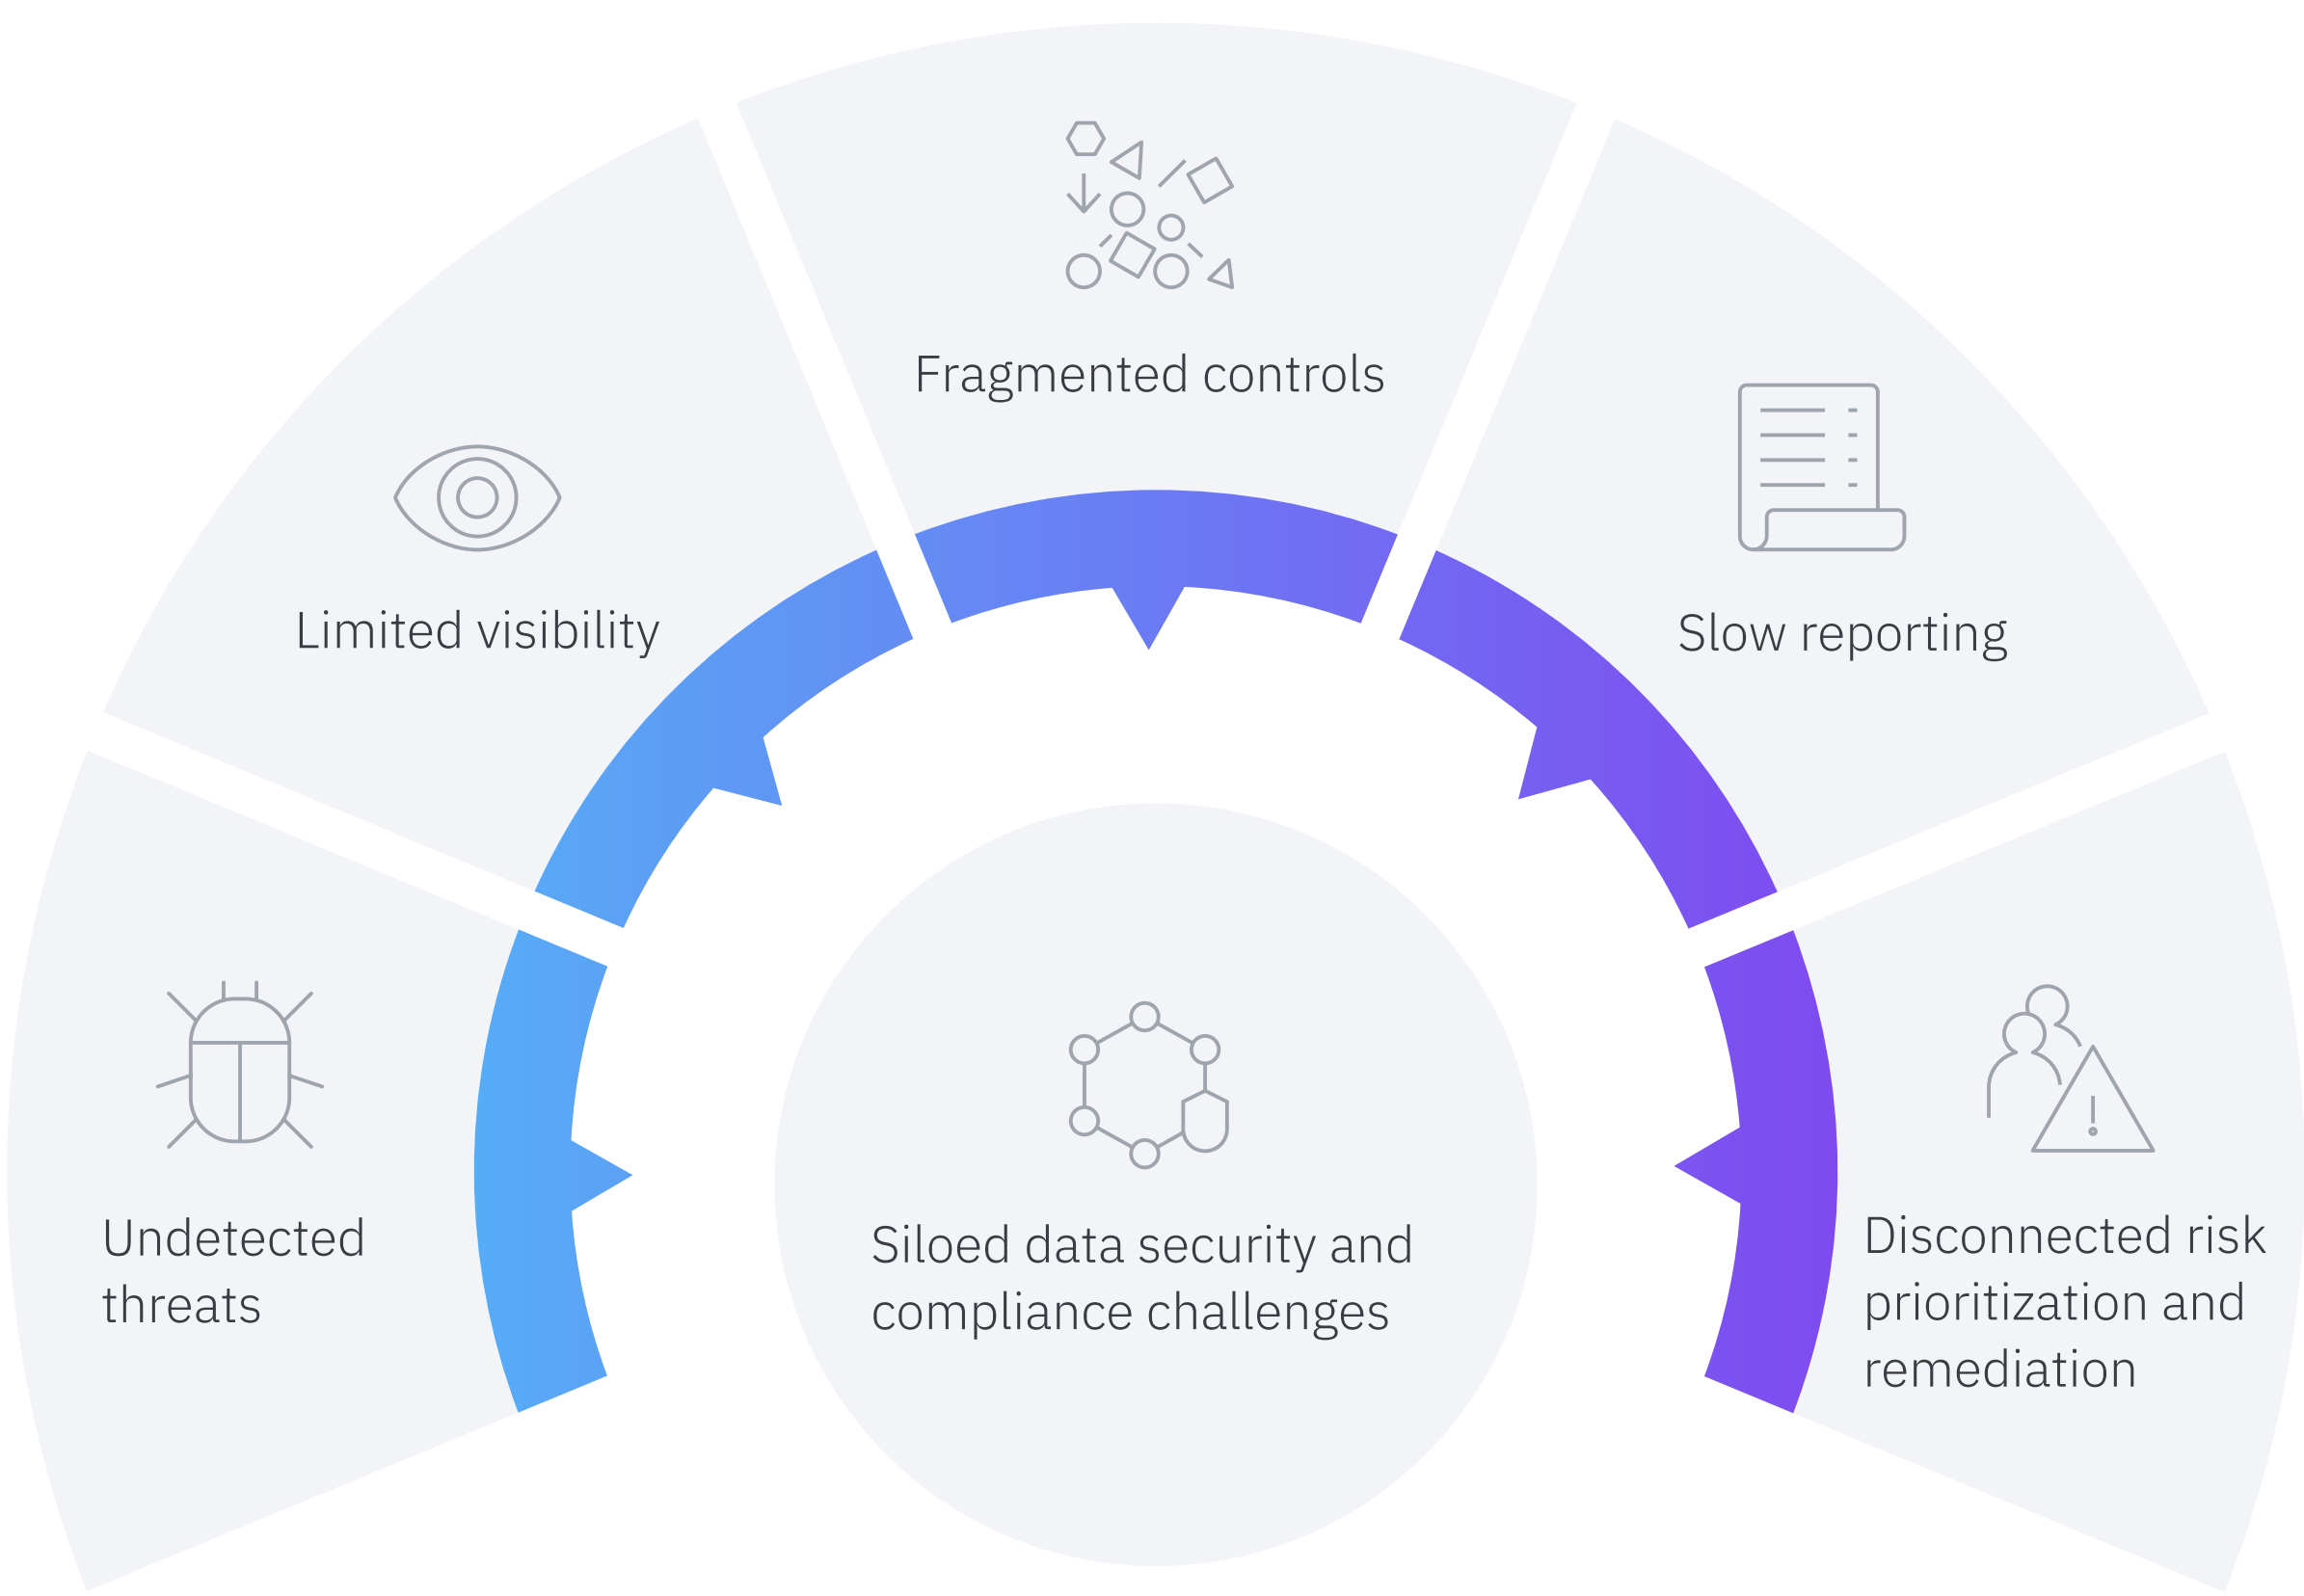 Fragmented controls
Limited visibility
Slow reporting
Undetected
threats
Siloed data security and
compliance challenges
Disconnected risk
prioritization and
remediation